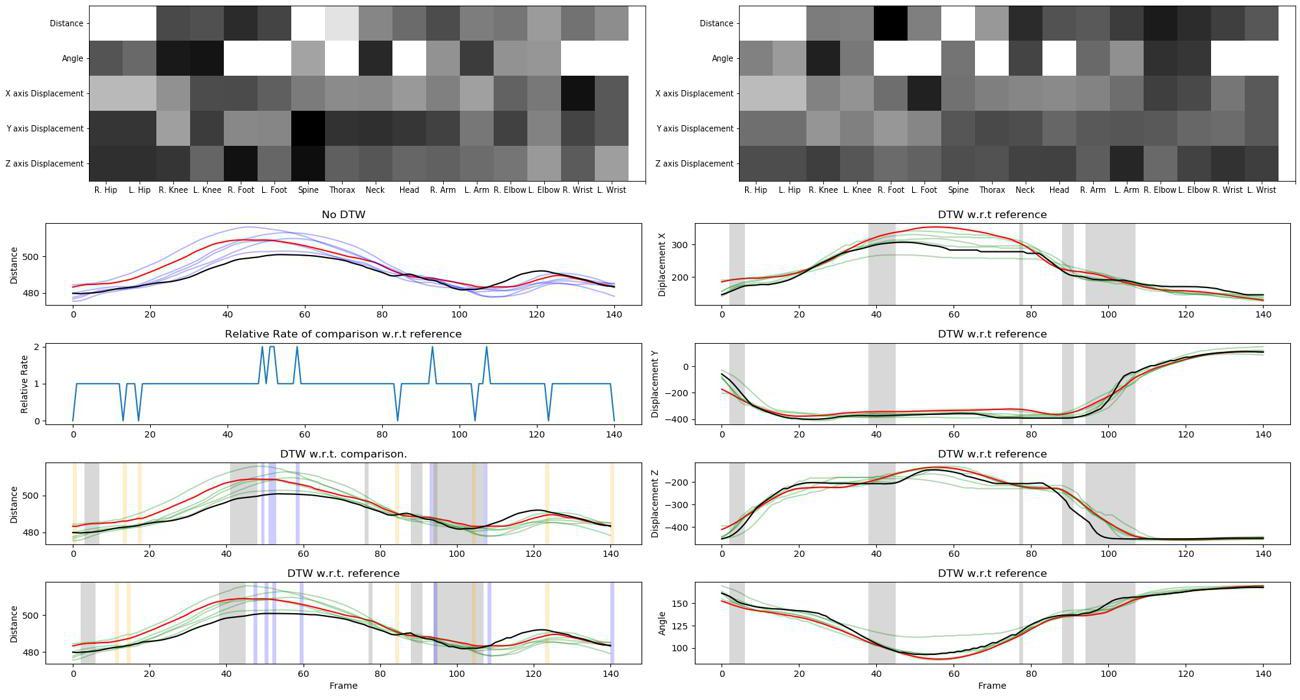 Distance
Angle
X axis Displacement
Y axis Displacement
Z axis Displacement
R. Hip L. Hip R. Knee L. Knee R. Foot L. Foot Spine Thorax Neck Head R. Arm L. Arm R. Elbow L. Elbow R. Wrist L. Wrist
Distance
Angle
X axis Displacement
Y axis Displacement
Z axis Displacement
R. Hip L. Hip R. Knee L. Knee R. Foot L. Foot Spine Thorax Neck Head R. Arm L. Arm R. Elbow L. Elbow R. Wrist L. Wrist
No DTW
Distance
500
480
0 20 40 60 80 100 120 140
Relative Rate of comparison w.r.t reference
Relative Rate
2
1
0
0 20 40 60 80 100 120 140
DTW w.r.t. comparison.
Distance
500
480
0 20 40 60 80 100 120 140
DTW w.r.t. reference
Distance
500
480
0 20 40 60 80 100 120 140
Frame
DTW w.r.t reference
Diplacement X
300
200
0 20 40 60 80 100 120 140
DTW w.r.t reference
Displacement Y
0
−200
−400
0 20 40 60 80 100 120 140
DTW w.r.t reference
Displacement Z
−200
−300
−400
0 20 40 60 80 100 120 140
DTW w.r.t reference
Angle
150
125
100
0 20 40 60 80 100 120 140
Frame